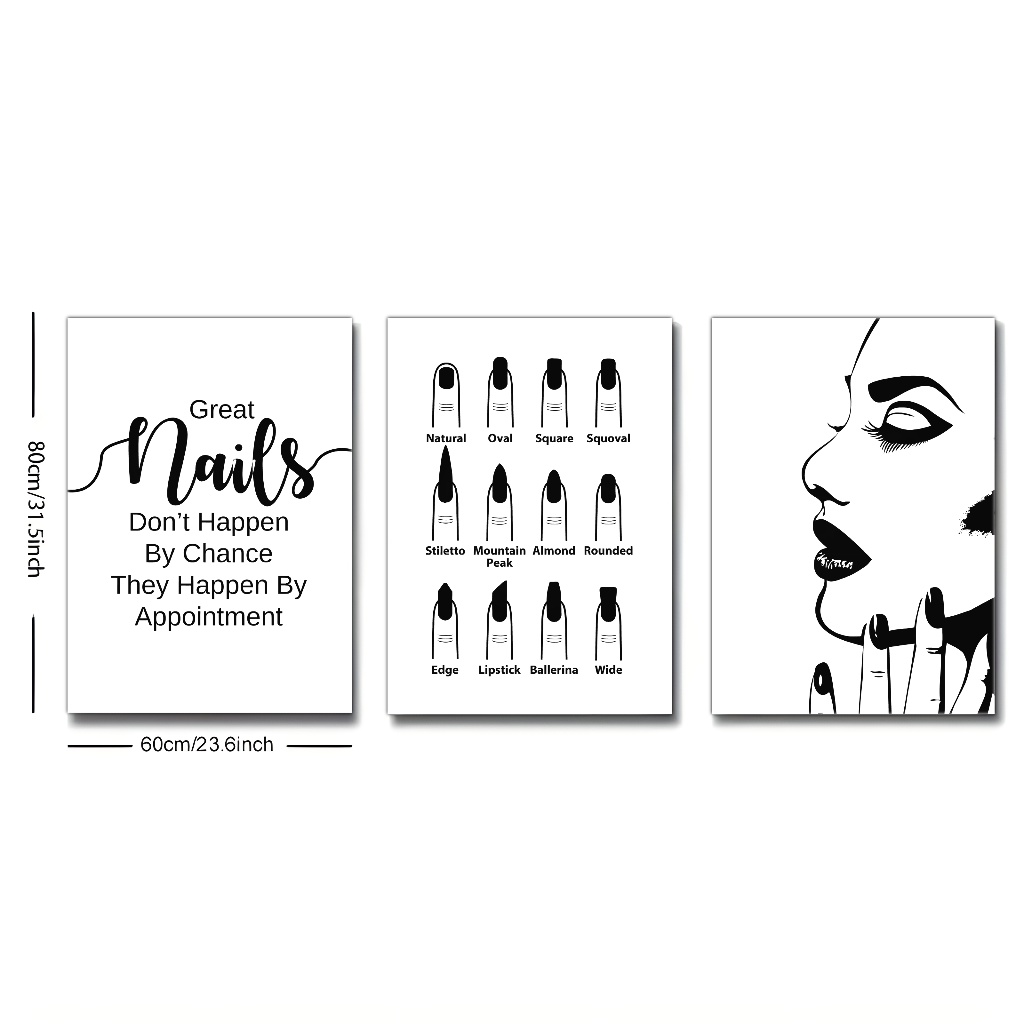 80cm/31.5inch
Great
Nails
Don't Happen
By Chance
They Happen By
Appointment
60cm/23.6inch
Natural Oval Square Squoval
Stiletto Mountain Peak Almond Rounded
Edge Lipstick Ballerina Wide